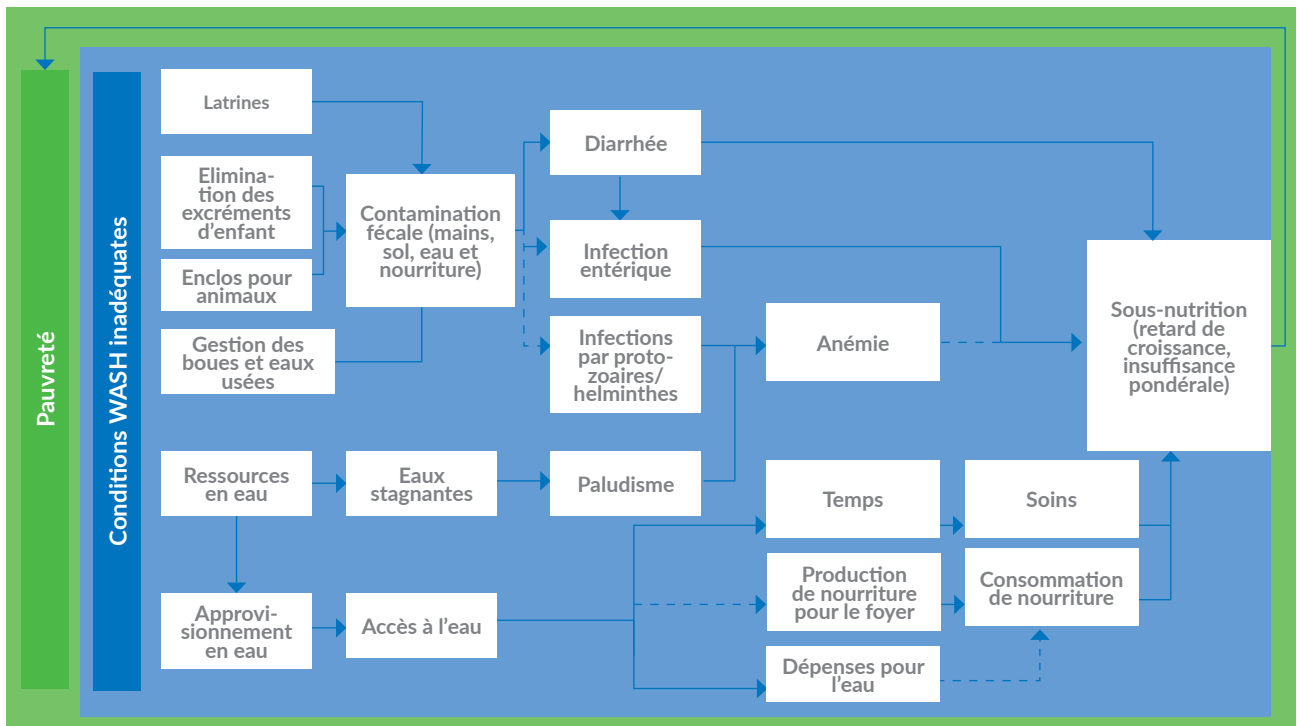 Pauvreté
Conditions WASH inadéquates
Latrines
Elimina-
tion des
excréments
d'enfant
Enclos pour
animaux
Gestion des
boues et eaux
usées
Ressources
en eau
Approvi-
sionnement
en eau
Contamination
fécale (mains,
sol, eau et
nourriture)
Eaux
stagnantes
Accès à l'eau
Diarrhée
Infection
entérique
Infections
par proto-
zoaires/
helminthes
Paludisme
Anémie
Temps
Production
de nourriture
pour le foyer
Dépenses pour
l'eau
Soins
Consommation
de nourriture
Sous-nutrition
(retard de
croissance,
insuffisance
pondérale)